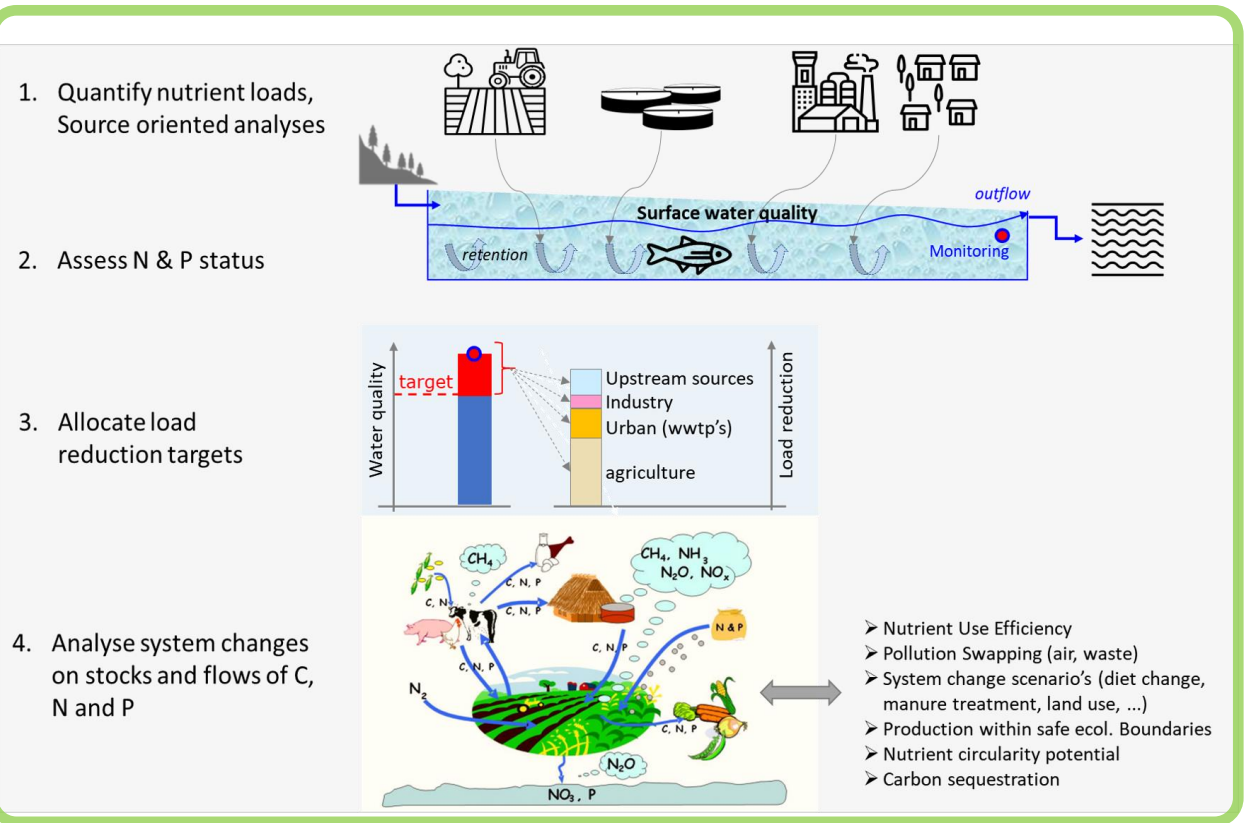 1. Quantify nutrient loads,
Source oriented analyses
outflow
Surface water quality
retention
Monitoring
2. Assess N & P status
Water quality
target
Upstream sources
Industry
Urban (wwtp's)
agriculture
Load reduction
3. Allocate load
reduction targets
CH₄
CH₄, NH₃
N₂O, NOₓ
C, N, P
C, N
C, N, P
N & P
C, N, P
C, N, P
N₂
C, N, P
N₂O
NO₃, P
4. Analyse system changes
on stocks and flows of C,
N and P
➢ Nutrient Use Efficiency
➢ Pollution Swapping (air, waste)
➢ System change scenario's (diet change,
manure treatment, land use, ...)
➢ Production within safe ecol. Boundaries
➢ Nutrient circularity potential
➢ Carbon sequestration